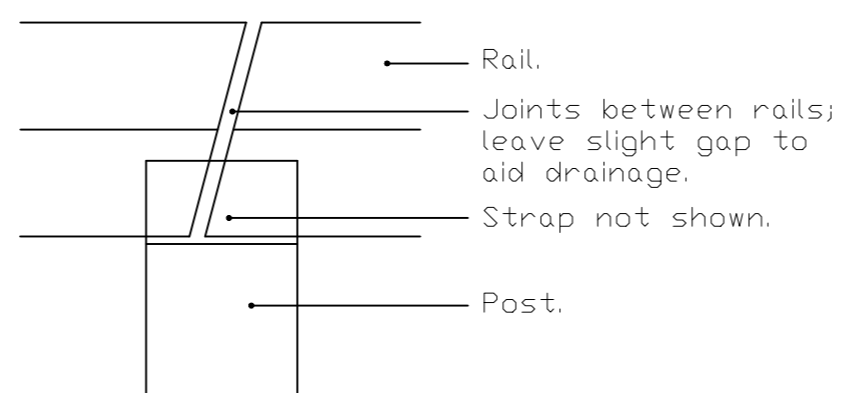 Rail.
Joints between rails;
leave slight gap to
aid drainage.
Strap not shown.
Post.